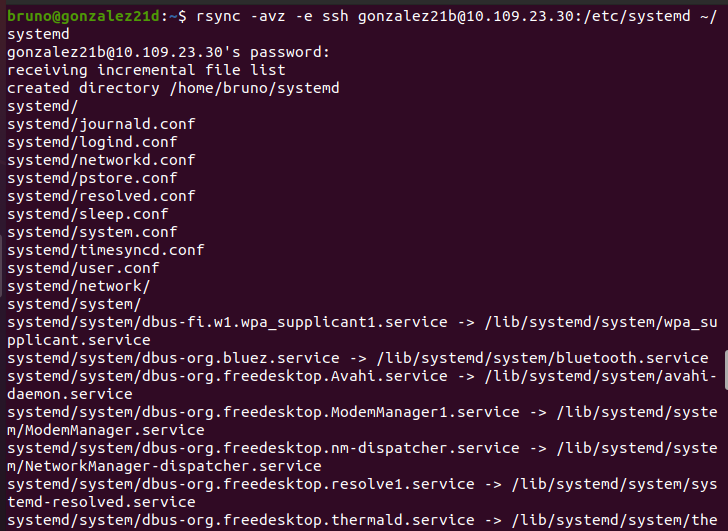 bruno@gonzalez21d:~$ rsync -avz -e ssh gonzalez21b@10.109.23.30:/etc/systemd ~/
systemd
gonzalez21b@10.109.23.30's password:
receiving incremental file list
created directory /home/bruno/systemd
systemd/
systemd/journald.conf
systemd/logind.conf
systemd/networkd.conf
systemd/pstore.conf
systemd/resolved.conf
systemd/sleep.conf
systemd/system.conf
systemd/timesyncd.conf
systemd/user.conf
systemd/network/
systemd/system/
systemd/system/dbus-fi.w1.wpa_supplicant1.service -> /lib/systemd/system/wpa_su
pplicant.service
systemd/system/dbus-org.bluez.service -> /lib/systemd/system/bluetooth.service
systemd/system/dbus-org.freedesktop.Avahi.service -> /lib/systemd/system/avahi-
daemon.service
systemd/system/dbus-org.freedesktop.ModemManager1.service -> /lib/systemd/syste
m/ModemManager.service
systemd/system/dbus-org.freedesktop.nm-dispatcher.service -> /lib/systemd/syste
m/NetworkManager-dispatcher.service
systemd/system/dbus-org.freedesktop.resolve1.service -> /lib/systemd/system/sys
temd-resolved.service
systemd/system/dbus-org.freedesktop.thermald.service -> /lib/systemd/system/the